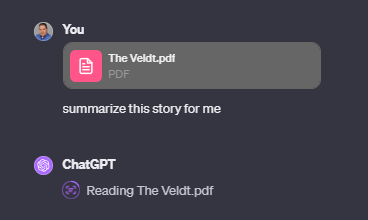 You
The Veldt.pdf
PDF
summarize this story for me
ChatGPT
Reading The Veldt.pdf